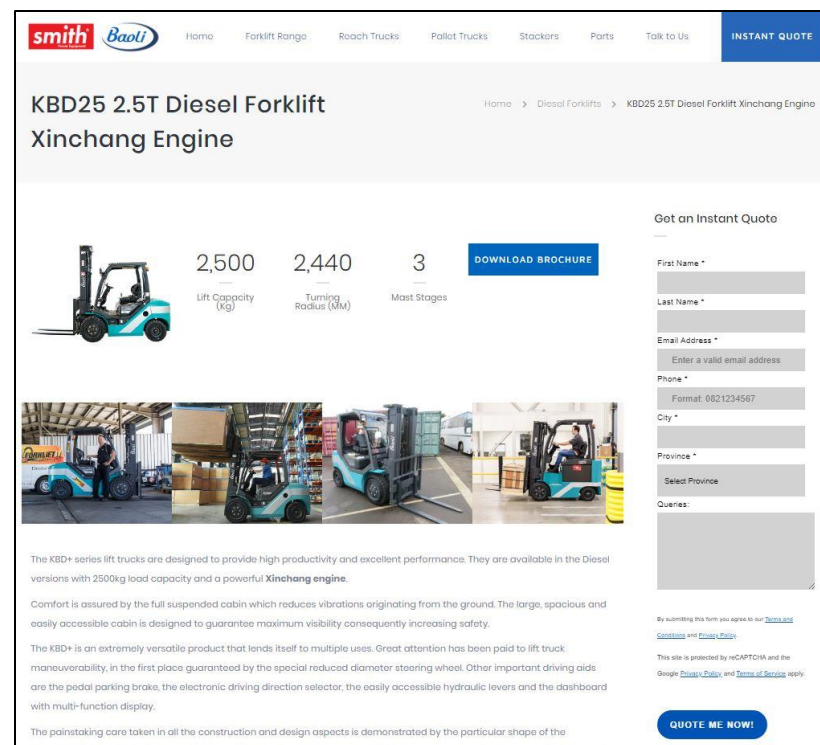 smith
Power Equipment
Baoli
Home Forklift Range Reach Trucks Pallet Trucks Stackers Parts Talk to Us INSTANT QUOTE
KBD25 2.5T Diesel Forklift
Xinchang Engine
Home > Diesel Forklifts > KBD25 2.5T Diesel Forklift Xinchang Engine
2,500
Lift Capacity
(Kg)
2,440
Turning
Radius (MM)
3
Mast Stages
DOWNLOAD BROCHURE
FORKLIFT
The KBD+ series lift trucks are designed to provide high productivity and excellent performance. They are available in the Diesel
versions with 2500kg load capacity and a powerful Xinchang engine.
Comfort is assured by the full suspended cabin which reduces vibrations originating from the ground. The large, spacious and
easily accessible cabin is designed to guarantee maximum visibility consequently increasing safety.
The KBD+ is an extremely versatile product that lends itself to multiple uses. Great attention has been paid to lift truck
maneuverability, in the first place guaranteed by the special reduced diameter steering wheel. Other important driving aids
are the pedal parking brake, the electronic driving direction selector, the easily accessible hydraulic levers and the dashboard
with multi-function display.
The painstaking care taken in all the construction and design aspects is demonstrated by the particular shape of the
Get an Instant Quote
First Name *
Last Name *
Email Address *
Enter a valid email address
Phone *
Format: 0821234567
City *
Province *
Select Province
Queries:
By submitting this form you agree to our Terms and
Conditions and Privacy Policy.
This site is protected by reCAPTCHA and the
Google Privacy Policy and Terms of Service apply.
QUOTE ME NOW!